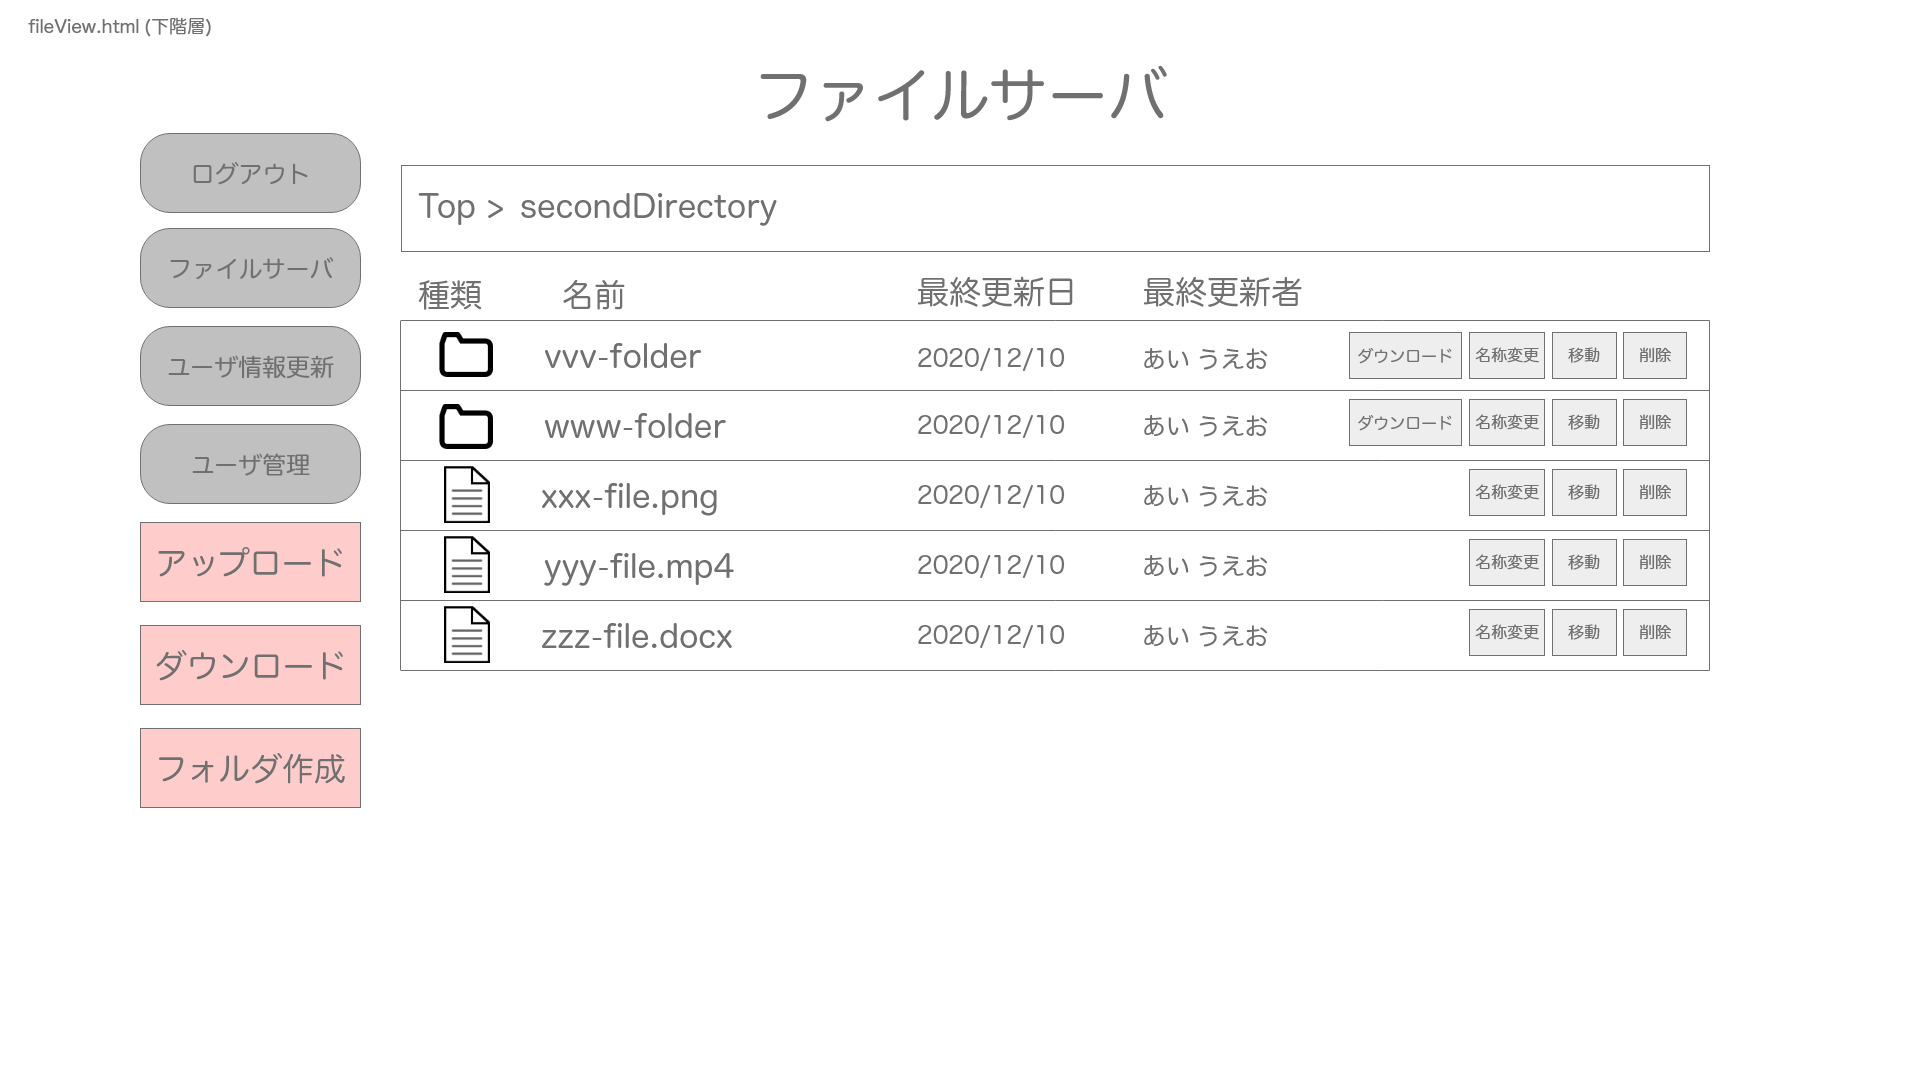 fileView.html (下階層)
ファイルサーバ
ログアウト
ファイルサーバ
ユーザ情報更新
ユーザ管理
アップロード
ダウンロード
フォルダ作成
Top > secondDirectory
種類 名前 最終更新日 最終更新者
vvv-folder 2020/12/10 あい うえお ダウンロード 名称変更 移動 削除
www-folder 2020/12/10 あい うえお ダウンロード 名称変更 移動 削除
xxx-file.png 2020/12/10 あい うえお 名称変更 移動 削除
yyy-file.mp4 2020/12/10 あい うえお 名称変更 移動 削除
zzz-file.docx 2020/12/10 あい うえお 名称変更 移動 削除